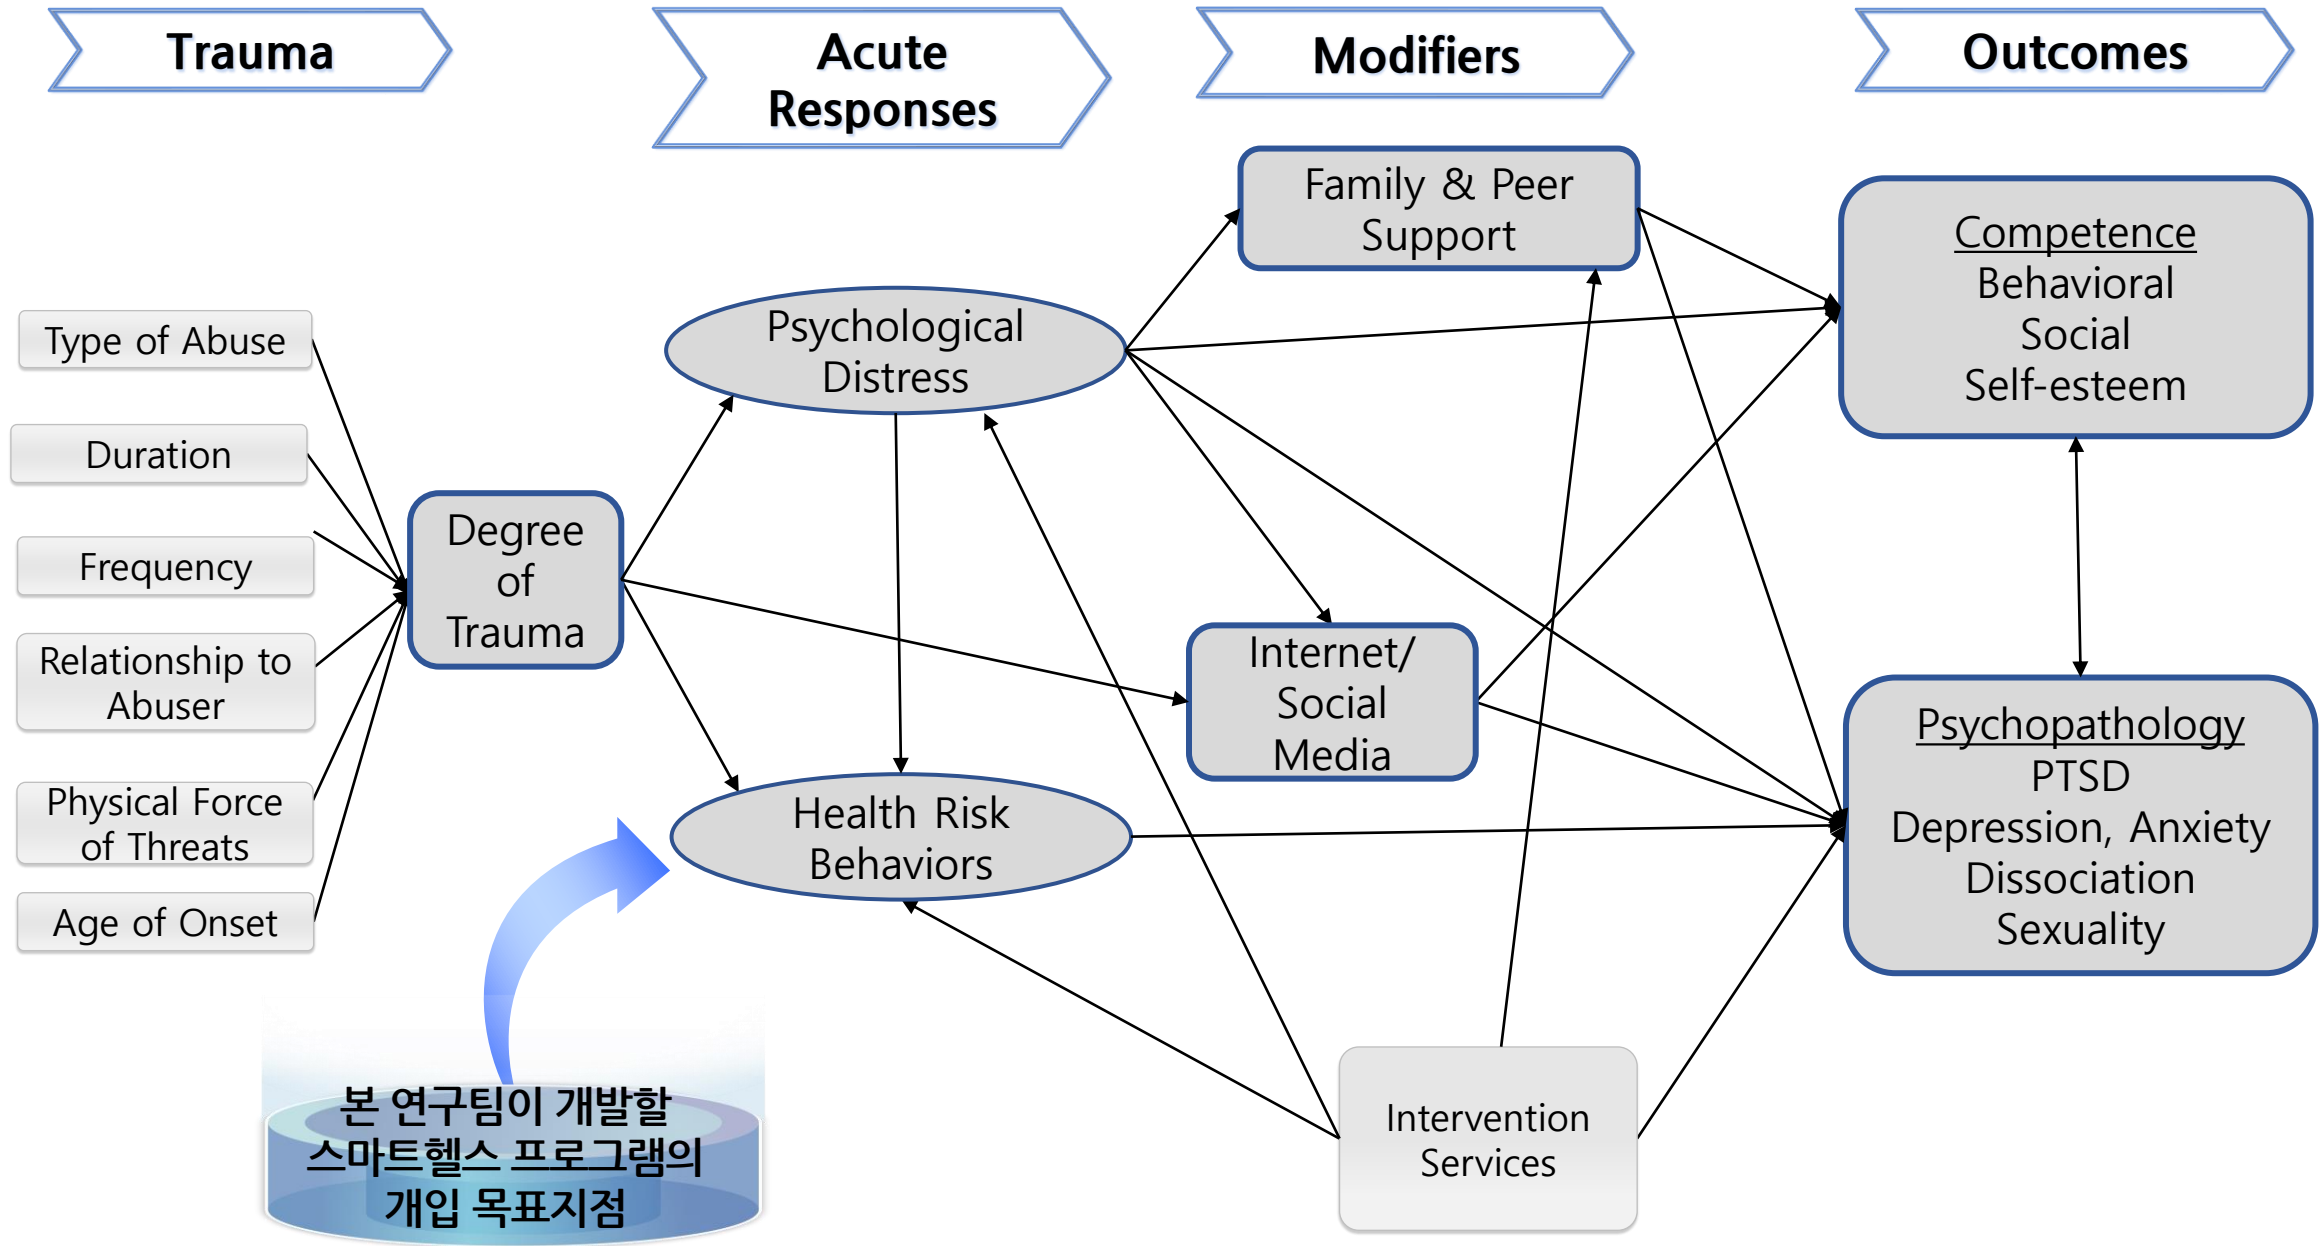 Trauma
Acute
Responses
Modifiers
Outcomes
Type of Abuse
Duration
Frequency
Relationship to
Abuser
Physical Force
of Threats
Age of Onset
Degree
of
Trauma
Psychological
Distress
Health Risk
Behaviors
Family & Peer
Support
Internet/
Social
Media
Intervention
Services
Competence
Behavioral
Social
Self-esteem
Psychopathology
PTSD
Depression, Anxiety
Dissociation
Sexuality
본 연구팀이 개발할
스마트헬스 프로그램의
개입 목표지점